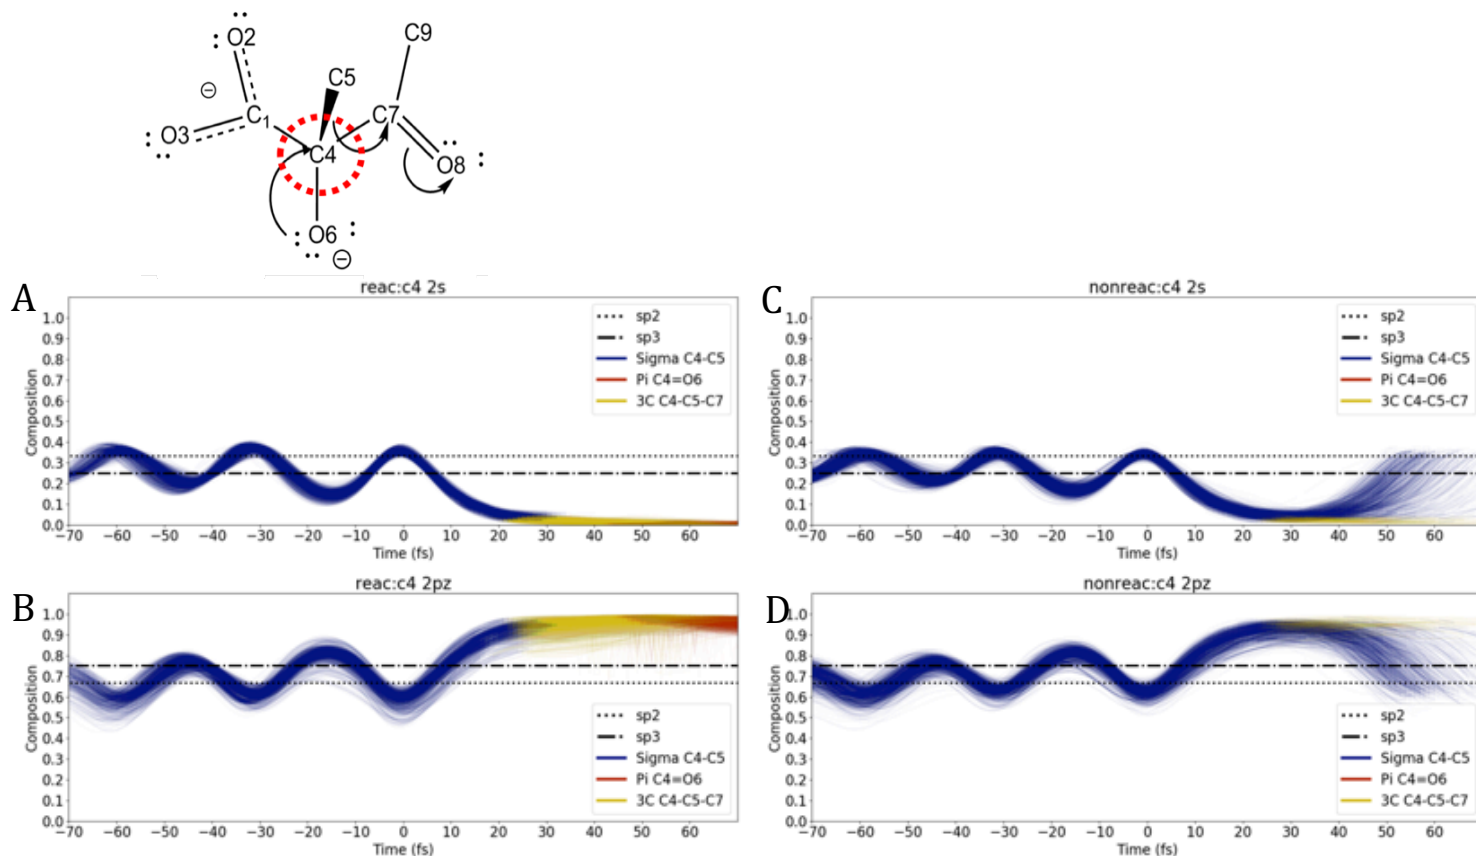 O2
C9
C5
C1
C7
O3
C4
O8
O6
A
reac:c4 2s
Composition
1.0
0.9
0.8
0.7
0.6
0.5
0.4
0.3
0.2
0.1
0.0
sp2
sp3
Sigma C4-C5
Pi C4=O6
3C C4-C5-C7
−70 −60 −50 −40 −30 −20 −10 0 10 20 30 40 50 60
Time (fs)
C
nonreac:c4 2s
Composition
1.0
0.9
0.8
0.7
0.6
0.5
0.4
0.3
0.2
0.1
0.0
sp2
sp3
Sigma C4-C5
Pi C4=O6
3C C4-C5-C7
−70 −60 −50 −40 −30 −20 −10 0 10 20 30 40 50 60
Time (fs)
B
reac:c4 2pz
Composition
1.0
0.9
0.8
0.7
0.6
0.5
0.4
0.3
0.2
0.1
0.0
sp2
sp3
Sigma C4-C5
Pi C4=O6
3C C4-C5-C7
−70 −60 −50 −40 −30 −20 −10 0 10 20 30 40 50 60
Time (fs)
D
nonreac:c4 2pz
Composition
1.0
0.9
0.8
0.7
0.6
0.5
0.4
0.3
0.2
0.1
0.0
sp2
sp3
Sigma C4-C5
Pi C4=O6
3C C4-C5-C7
−70 −60 −50 −40 −30 −20 −10 0 10 20 30 40 50 60
Time (fs)